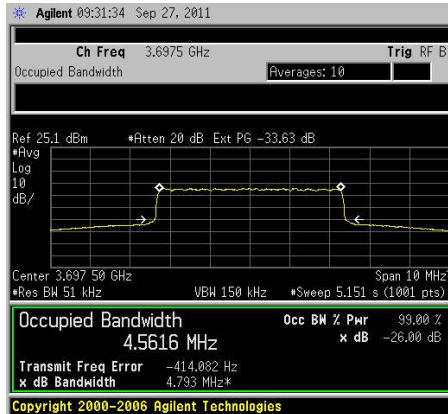 Agilent 09:31:34 Sep 27, 2011
Ch Freq 3.6975 GHz Trig RF B
Occupied Bandwidth Averages: 10
Ref 25.1 dBm #Atten 20 dB Ext PG -33.63 dB
#Avg
Log
10
dB/
Center 3.697 50 GHz Span 10 MHz
#Res BW 51 kHz VBW 150 kHz #Sweep 5.151 s (1001 pts)
Occupied Bandwidth Occ BW % Pwr 99.00 %
4.5616 MHz x dB -26.00 dB
Transmit Freq Error -414.082 Hz
x dB Bandwidth 4.793 MHz*
Copyright 2000-2006 Agilent Technologies